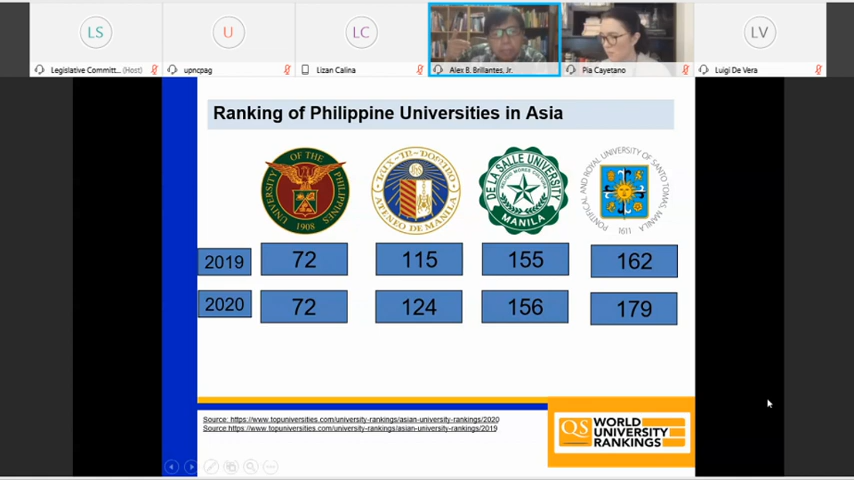 LS
U
LC
LV
Legislative Committ... (Host)
upncpag
Lizan Calina
Alex B. Brillantes, Jr.
Pia Cayetano
Luigi De Vera
Ranking of Philippine Universities in Asia
UNIVERSITY OF THE PHILIPPINES
1908
LUX-IN-DOMINO
ATENEO DE MANILA
DE LA SALLE UNIVERSITY
MANILA
PONTIFICAL AND ROYAL UNIVERSITY OF SANTO TOMAS, MANILA
1611
2019 72 115 155 162
2020 72 124 156 179
Source: https://www.topuniversities.com/university-rankings/asian-university-rankings/2020
Source:https://www.topuniversities.com/university-rankings/asian-university-rankings/2019
QS WORLD
UNIVERSITY
RANKINGS